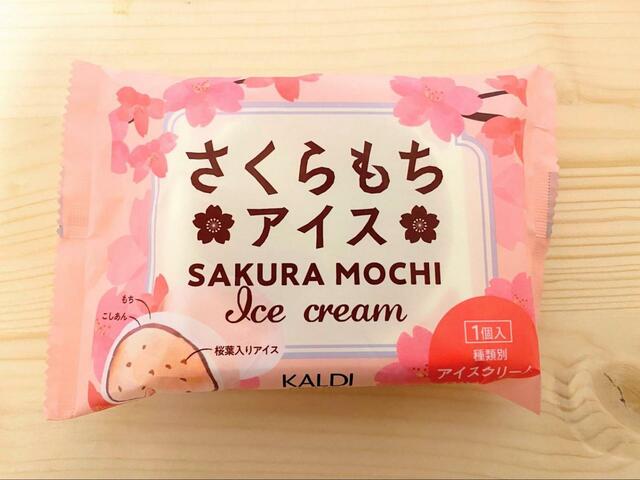 さくらもち
アイス
SAKURA MOCHI
Ice cream
もち
こしあん
桜葉入りアイス
1個入
種類別
アイスクリーム
KALDI